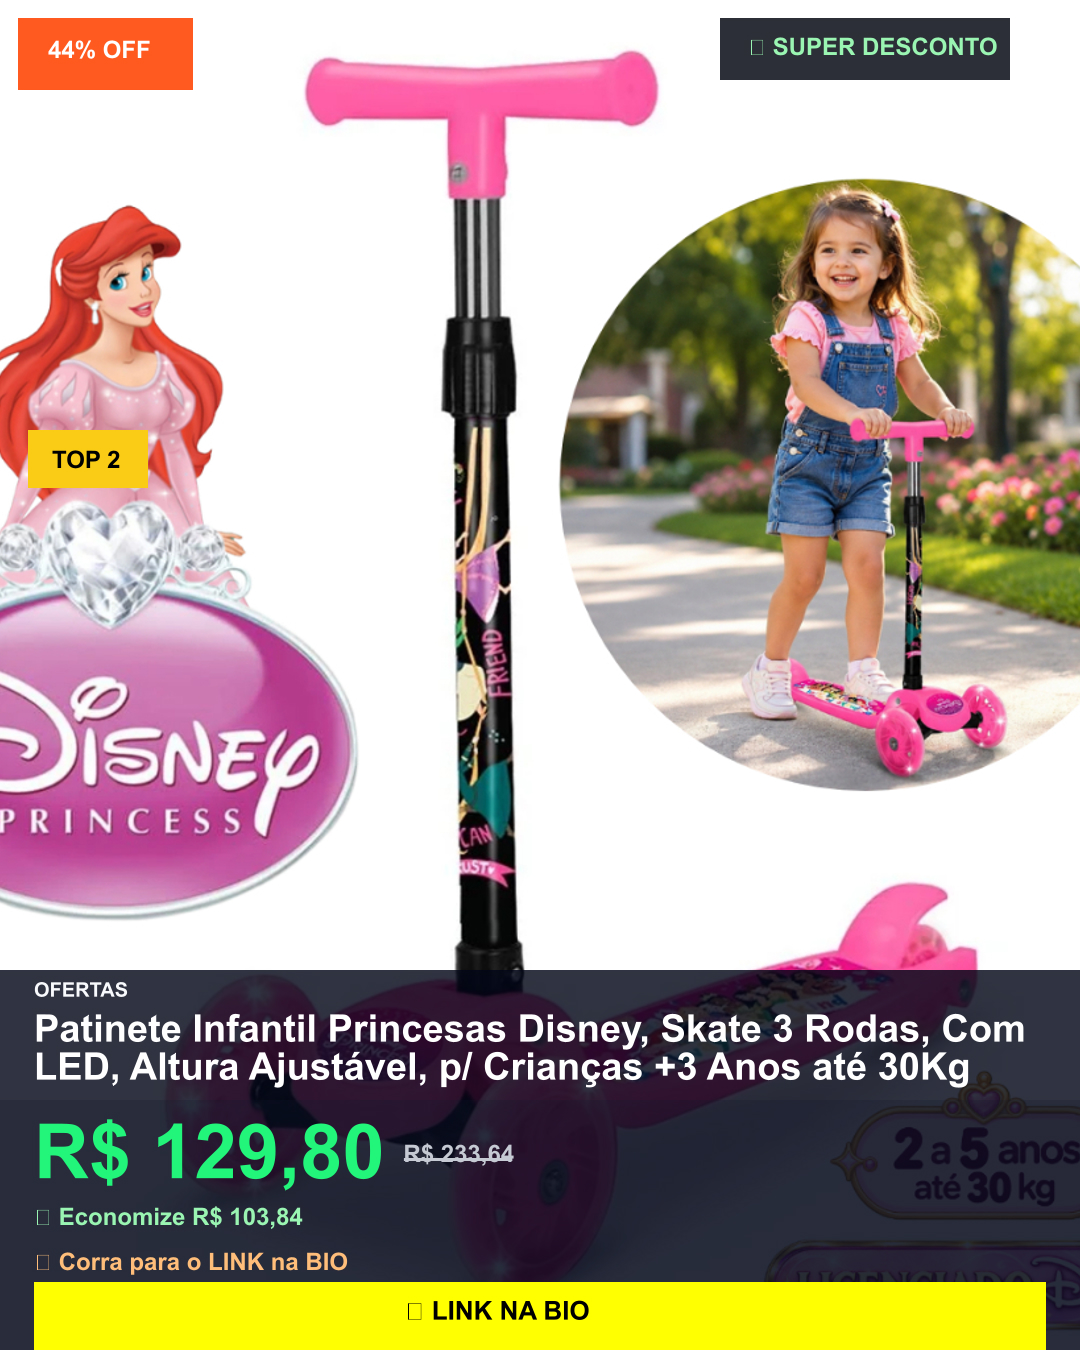 44% OFF
SUPER DESCONTO
TOP 2
FRIEND
CAN
Disney
PRINCESS
OFERTAS
Patinete Infantil Princesas Disney, Skate 3 Rodas, Com
LED, Altura Ajustável, p/ Crianças +3 Anos até 30Kg
R$ 129,80 R$ 233,64
2 a 5 anos
até 30 kg
Economize R$ 103,84
Corra para o LINK na BIO
LICENCIADO
LINK NA BIO